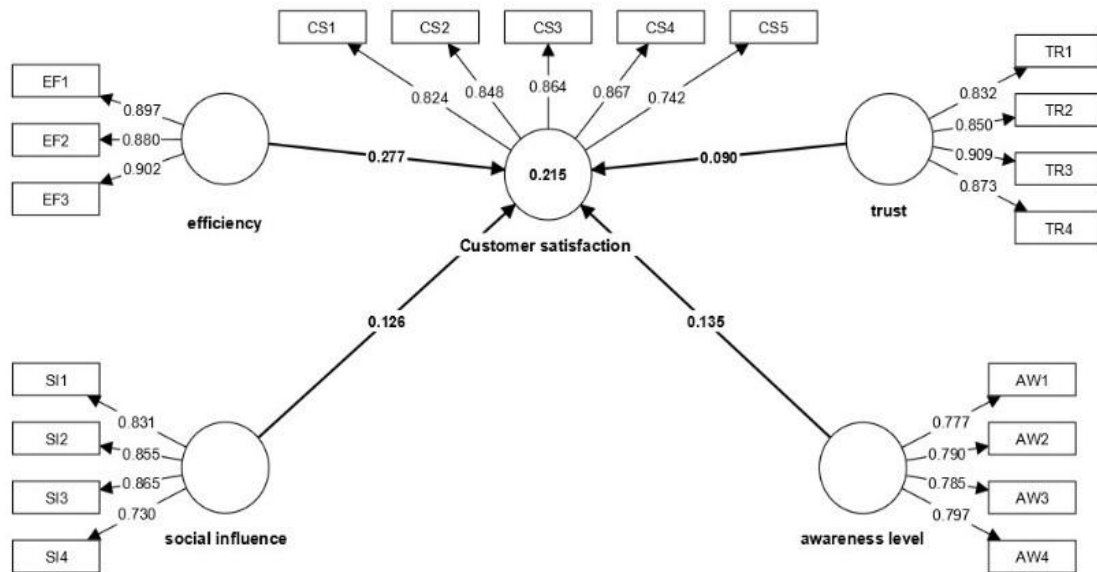 CS1
CS2
CS3
CS4
CS5
0.824
0.848
0.864
0.867
0.742
EF1
EF2
EF3
0.897
0.880
0.902
efficiency
0.277
0.215
Customer satisfaction
0.090
TR1
TR2
TR3
TR4
0.832
0.850
0.909
0.873
trust
0.126
0.135
SI1
SI2
SI3
SI4
0.831
0.855
0.865
0.730
social influence
AW1
AW2
AW3
AW4
0.777
0.790
0.785
0.797
awareness level